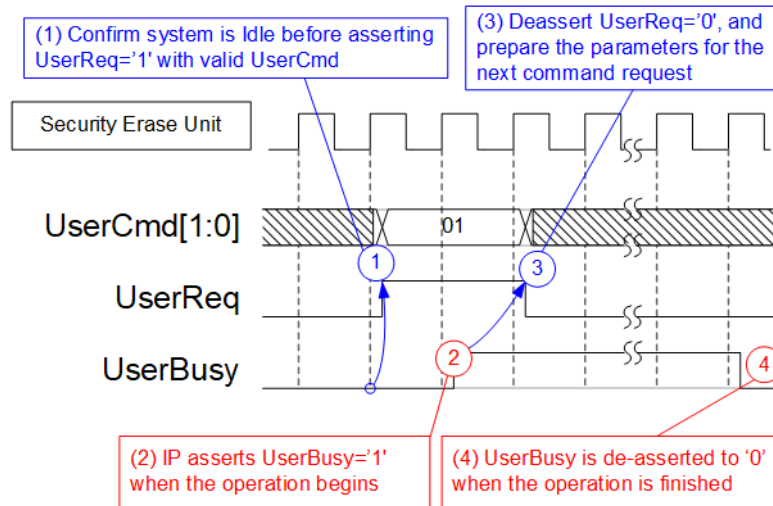 (1) Confirm system is Idle before asserting
UserReq='1' with valid UserCmd
(3) Deassert UserReq='0', and
prepare the parameters for the
next command request
Security Erase Unit
UserCmd[1:0]
01
1
3
UserReq
2
4
UserBusy
(2) IP asserts UserBusy='1'
when the operation begins
(4) UserBusy is de-asserted to ‘0’
when the operation is finished